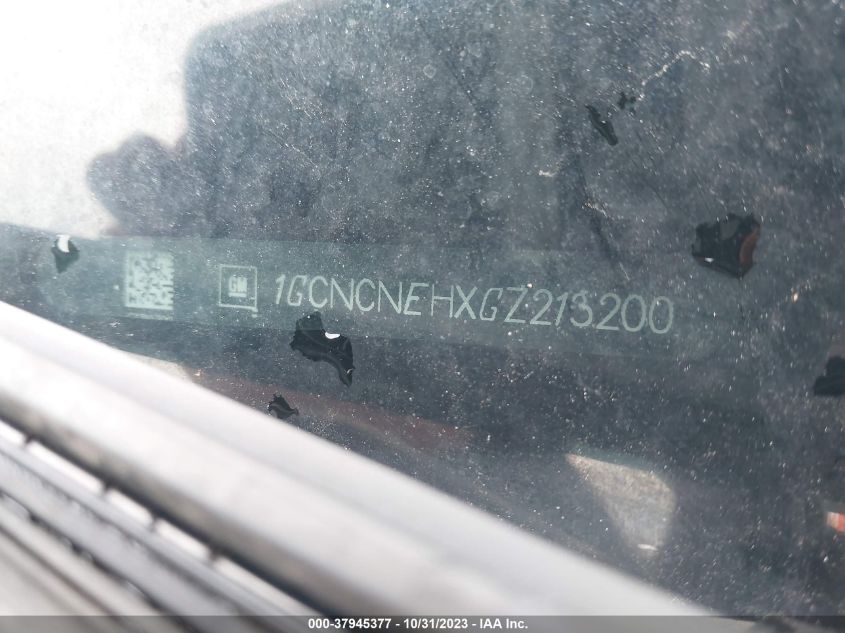 GM 1GCNCNEHXGZ213200
000-37945377 - 10/31/2023 - IAA Inc.